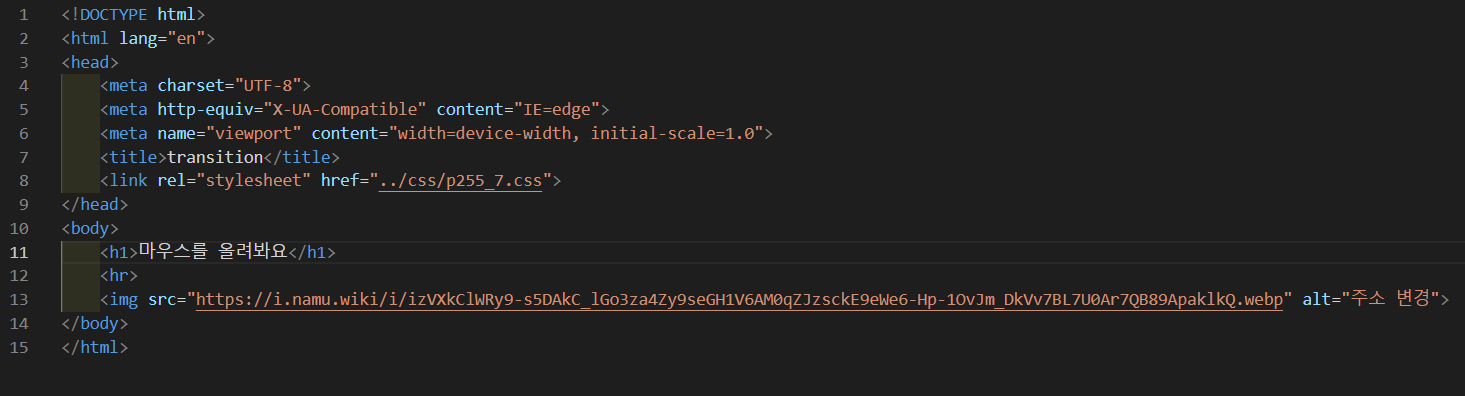 1 <!DOCTYPE html>
2 <html lang="en">
3 <head>
4 <meta charset="UTF-8">
5 <meta http-equiv="X-UA-Compatible" content="IE=edge">
6 <meta name="viewport" content="width=device-width, initial-scale=1.0">
7 <title>transition</title>
8 <link rel="stylesheet" href="../css/p255_7.css">
9 </head>
10 <body>
11 <h1>마우스를 올려봐요</h1>
12 <hr>
13 <img src="https://i.namu.wiki/i/izVXkClWRy9-s5DAkC_lGo3za4Zy9seGH1V6AM0qZJzsckE9eWe6-Hp-1OvJm_DkVv7BL7U0Ar7QB89ApaklkQ.webp" alt="주소 변경">
14 </body>
15 </html>